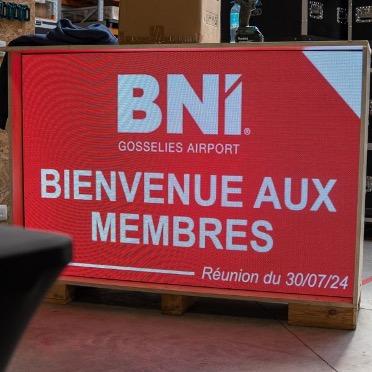 BNI®
GOSSELIES AIRPORT
BIENVENUE AUX
MEMBRES
Réunion du 30/07/24